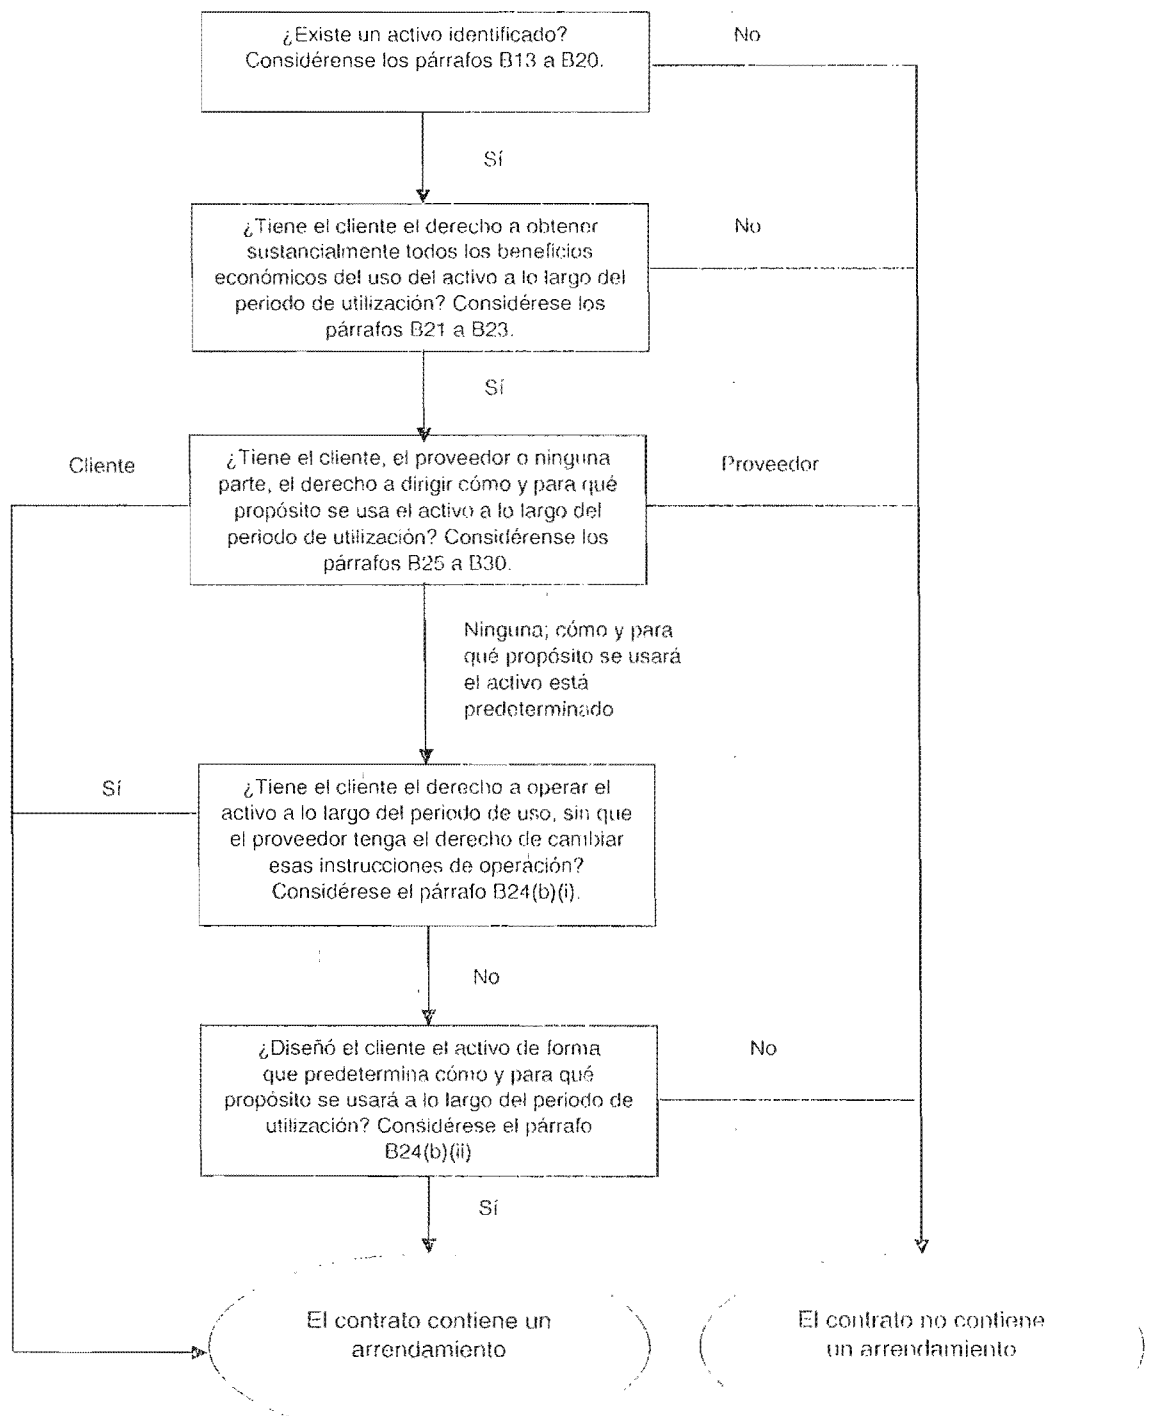 ¿Existe un activo identificado?
Considérense los párrafos B13 a B20.
No
Sí
¿Tiene el cliente el derecho a obtener
sustancialmente todos los beneficios
económicos del uso del activo a lo largo del
periodo de utilización? Considérese los
párrafos B21 a B23.
No
Sí
Cliente
¿Tiene el cliente, el proveedor o ninguna
parte, el derecho a dirigir cómo y para qué
propósito se usa el activo a lo largo del
periodo de utilización? Considérense los
párrafos B25 a B30.
Proveedor
Ninguna; cómo y para
qué propósito se usará
el activo está
predeterminado
Sí
¿Tiene el cliente el derecho a operar el
activo a lo largo del periodo de uso, sin que
el proveedor tenga el derecho de cambiar
esas instrucciones de operación?
Considérese el párrafo B24(b)(i).
No
¿Diseñó el cliente el activo de forma
que predetermina cómo y para qué
propósito se usará a lo largo del periodo de
utilización? Considérese el párrafo
B24(b)(ii)
No
Sí
El contrato contiene un
arrendamiento
El contrato no contiene
un arrendamiento